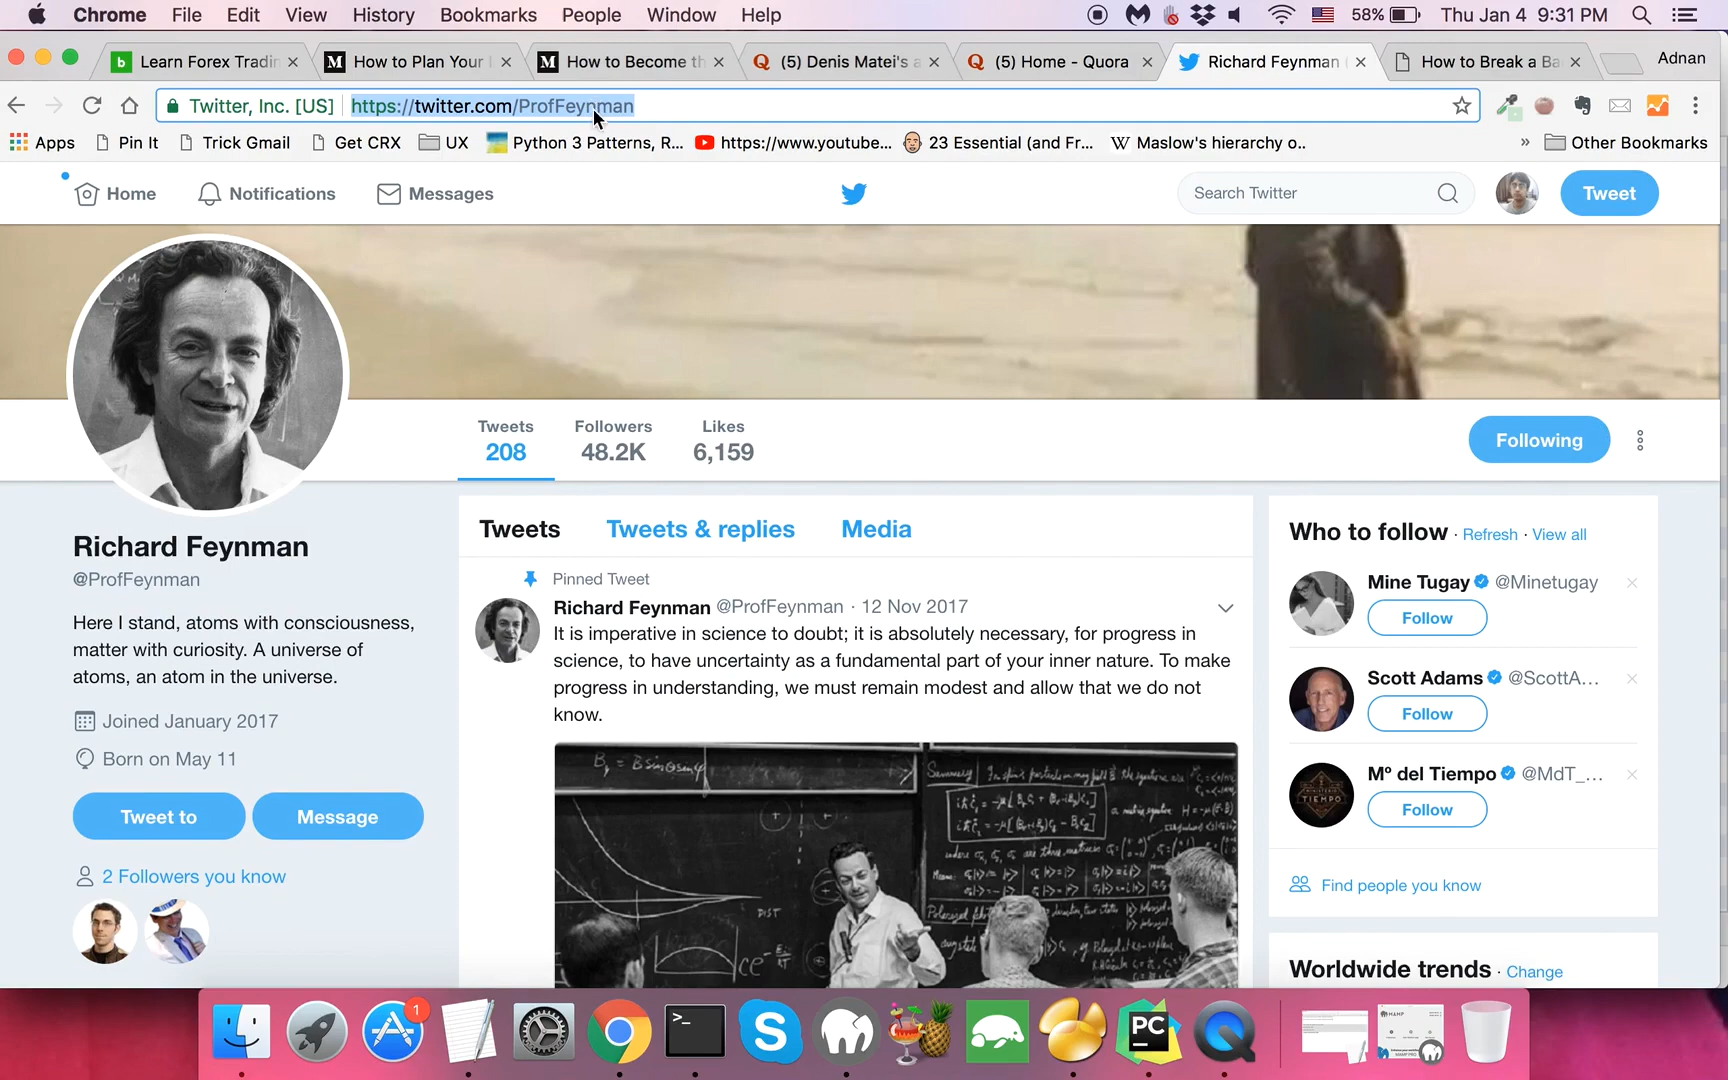 Chrome File Edit View History Bookmarks People Window Help 58% Thu Jan 4 9:31 PM
Learn Forex Tradin How to Plan Your How to Become th (5) Denis Matei's a (5) Home - Quora Richard Feynman How to Break a Ba Adnan
Twitter, Inc. [US] https://twitter.com/ProfFeynman
Apps Pin It Trick Gmail Get CRX UX Python 3 Patterns, R... https://www.youtube... 23 Essential (and Fr... Maslow's hierarchy o.. » Other Bookmarks
Home Notifications Messages Search Twitter Tweet
Tweets Followers Likes
208 48.2K 6,159
Following
Richard Feynman
@ProfFeynman
Here I stand, atoms with consciousness,
matter with curiosity. A universe of
atoms, an atom in the universe.
Joined January 2017
Born on May 11
Tweet to Message
2 Followers you know
Tweets Tweets & replies Media
Pinned Tweet
Richard Feynman @ProfFeynman · 12 Nov 2017
It is imperative in science to doubt; it is absolutely necessary, for progress in
science, to have uncertainty as a fundamental part of your inner nature. To make
progress in understanding, we must remain modest and allow that we do not
know.
Summary
DIST
Who to follow · Refresh · View all
Mine Tugay @Minetugay
Follow
Scott Adams @ScottA...
Follow
Mº del Tiempo @MdT_...
Follow
Find people you know
Worldwide trends · Change
1
>_
S
PC
MAMP